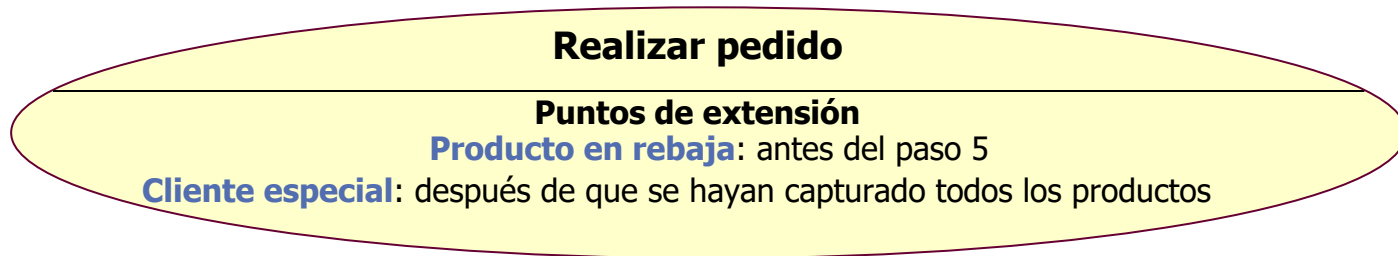 Realizar pedido
Puntos de extensión
Producto en rebaja: antes del paso 5
Cliente especial: después de que se hayan capturado todos los productos